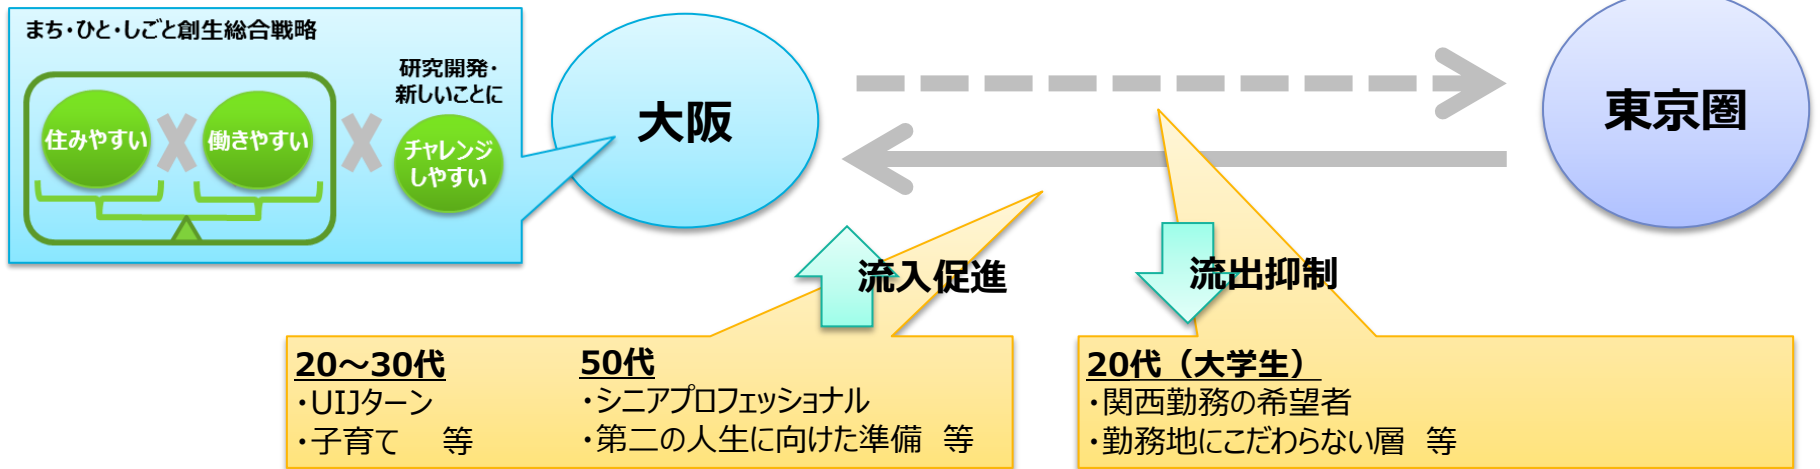 まち・ひと・しごと創生総合戦略
研究開発・
新しいことに
住みやすい
働きやすい
チャレンジ
しやすい
大阪
東京圏
流入促進
流出抑制
20～30代
・UIJターン
・子育て 等
50代
・シニアプロフェッショナル
・第二の人生に向けた準備 等
20代（大学生）
・関西勤務の希望者
・勤務地にこだわらない層 等